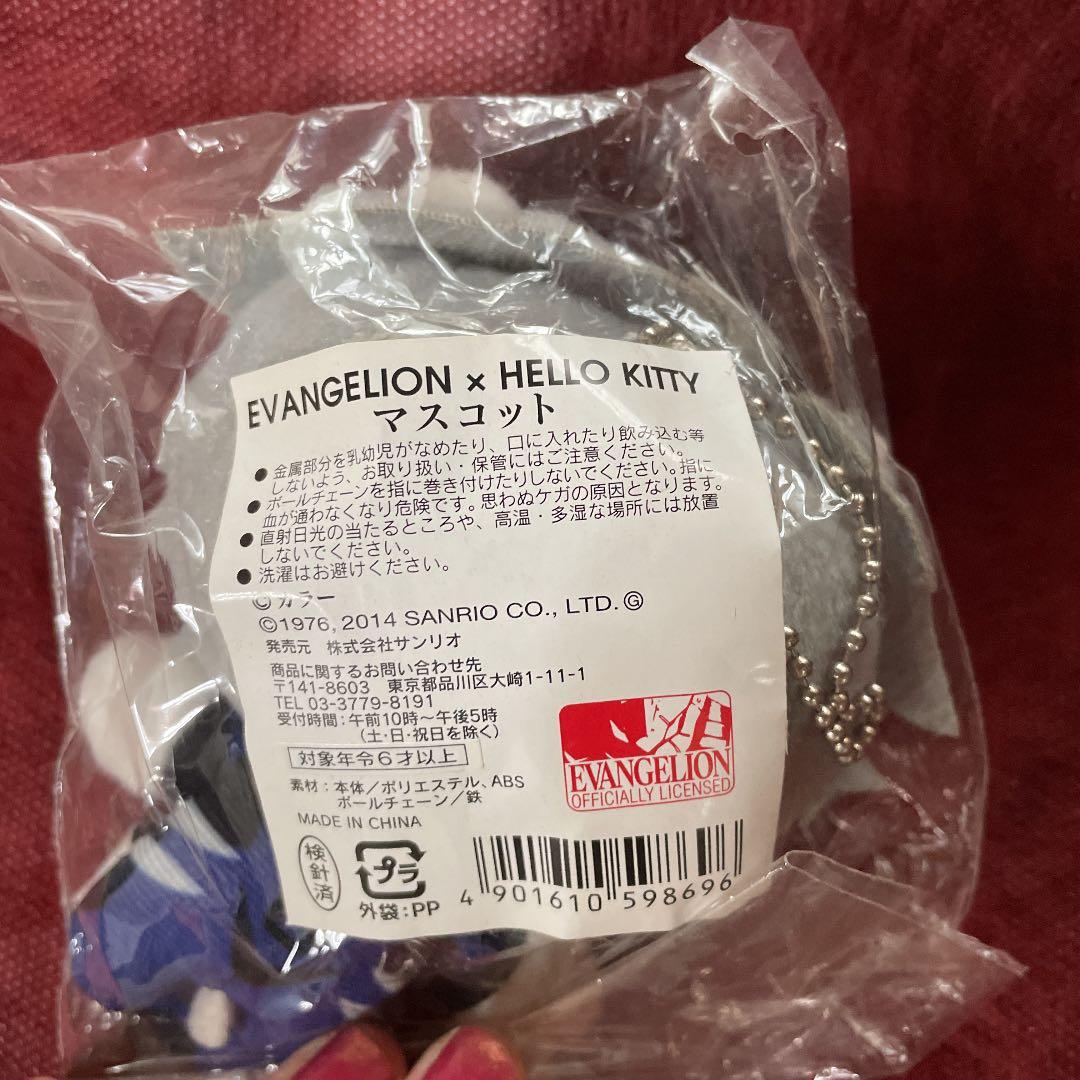 EVANGELION × HELLO KITTY
マスコット
● 金属部分を乳幼児がなめたり、口に入れたり飲み込む等
しないよう、お取り扱い・保管にはご注意ください。
● ボールチェーンを指に巻き付けたりしないでください。指に
血が通わなくなり危険です。思わぬケガの原因となります。
● 直射日光の当たるところや、高温・多湿な場所には放置
しないでください。
● 洗濯はお避けください。
© カラー
©1976, 2014 SANRIO CO., LTD. Ⓖ
発売元 株式会社サンリオ
商品に関するお問い合わせ先
〒141-8603 東京都品川区大崎1-11-1
TEL 03-3779-8191
受付時間：午前10時〜午後5時
（土・日・祝日を除く）
対象年令6才以上
素材：本体／ポリエステル、ABS
ボールチェーン／鉄
MADE IN CHINA
検針済
プラ
外袋：PP
EVANGELION
OFFICIALLY LICENSED
4 901610 598696